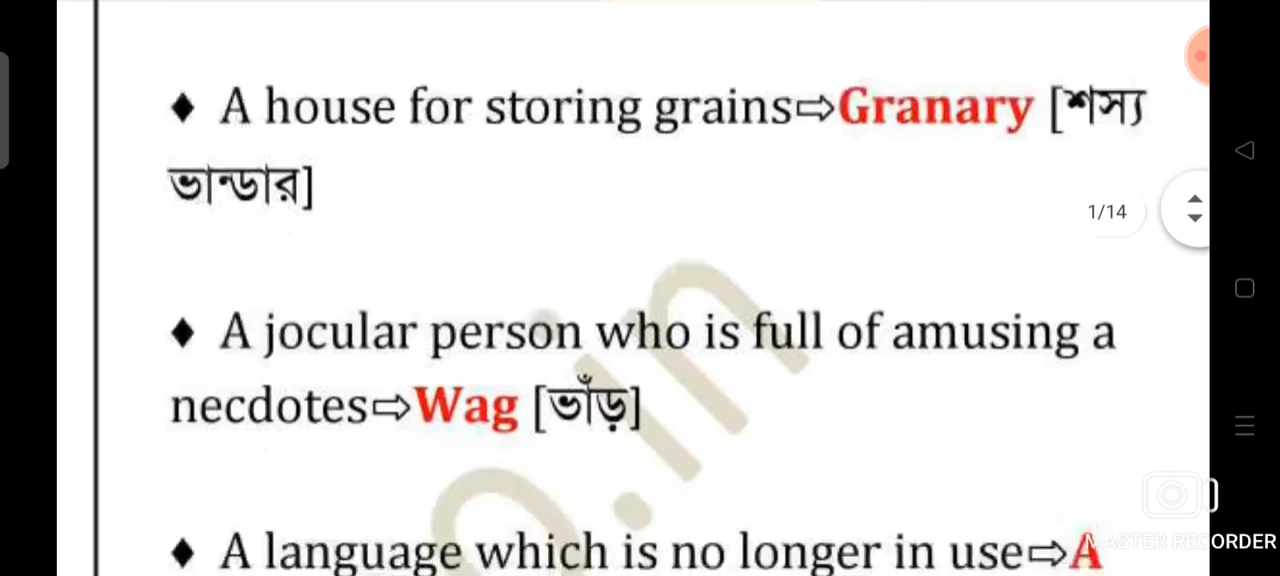 ♦ A house for storing grains⇨Granary [শস্য
ভান্ডার]
1/14
♦ A jocular person who is full of amusing a
necdotes⇨Wag [ভাঁড়]
♦ A language which is no longer in use⇨A
MASTER RECORDER